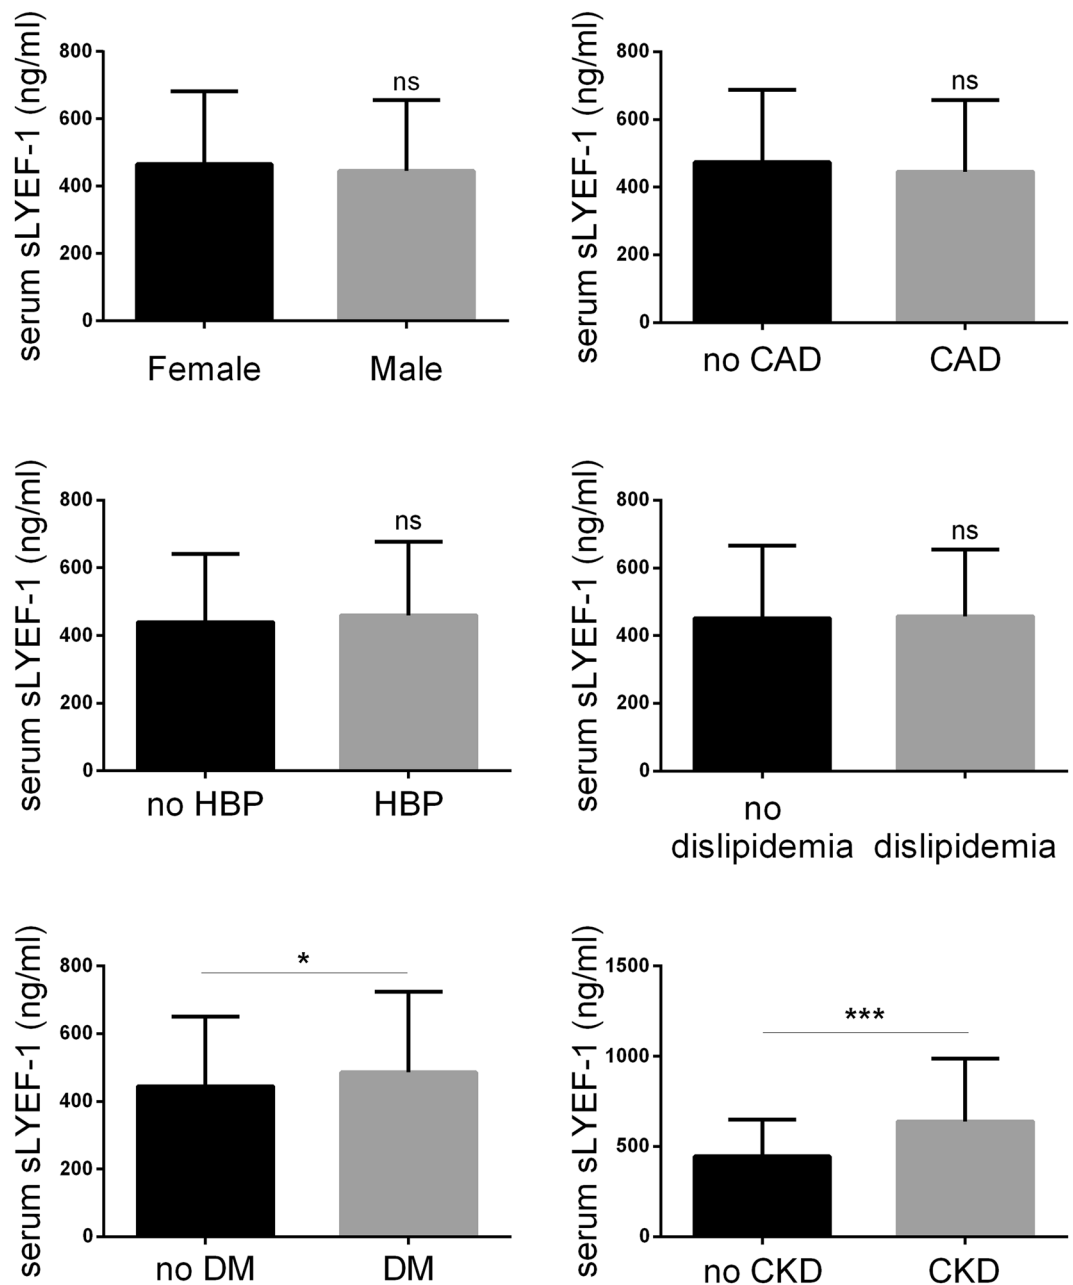 serum sLYEF-1 (ng/ml)
800
600
400
200
0
ns
Female Male
serum sLYEF-1 (ng/ml)
800
600
400
200
0
ns
no CAD CAD
serum sLYEF-1 (ng/ml)
800
600
400
200
0
ns
no HBP HBP
serum sLYEF-1 (ng/ml)
800
600
400
200
0
ns
no
dislipidemia dislipidemia
serum sLYEF-1 (ng/ml)
800
600
400
200
0
*
no DM DM
serum sLYEF-1 (ng/ml)
1500
1000
500
0
***
no CKD CKD